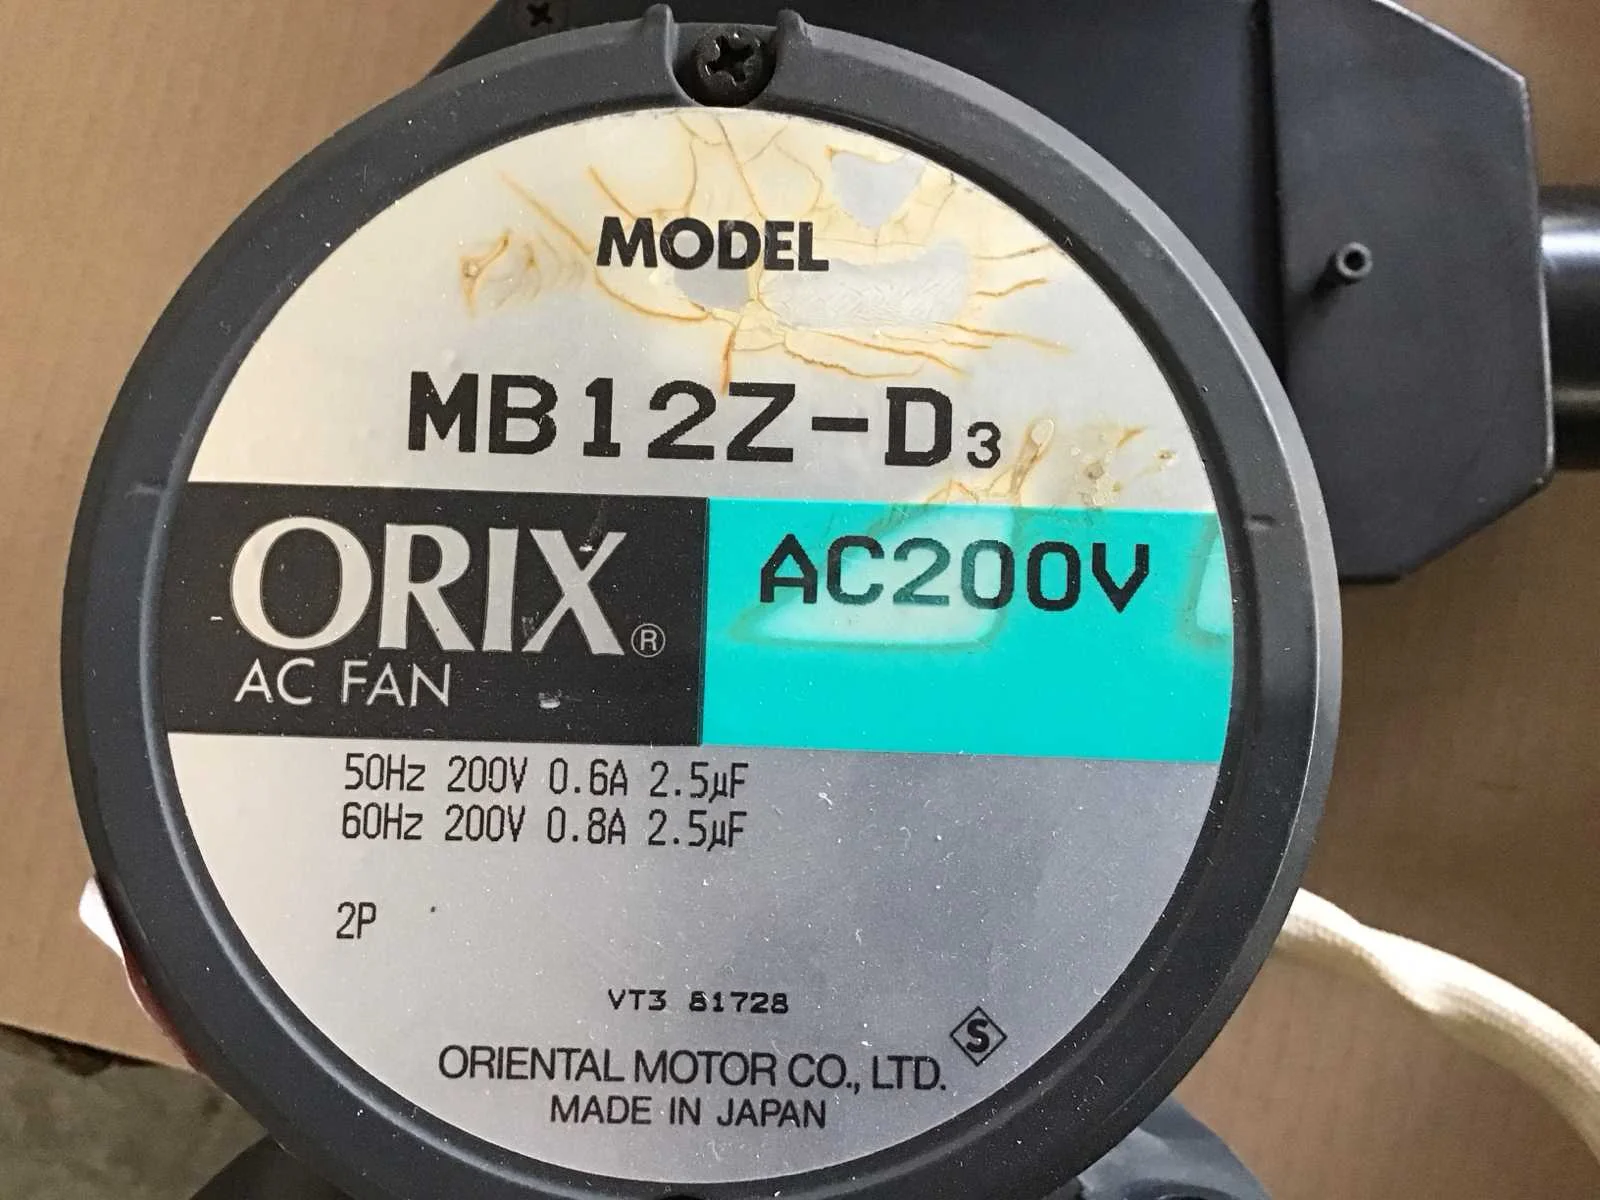 MODEL
MB12Z-D3
ORIX®
AC FAN
AC200V
50Hz 200V 0.6A 2.5µF
60Hz 200V 0.8A 2.5µF
2P
VT3 81728
S
ORIENTAL MOTOR CO., LTD.
MADE IN JAPAN